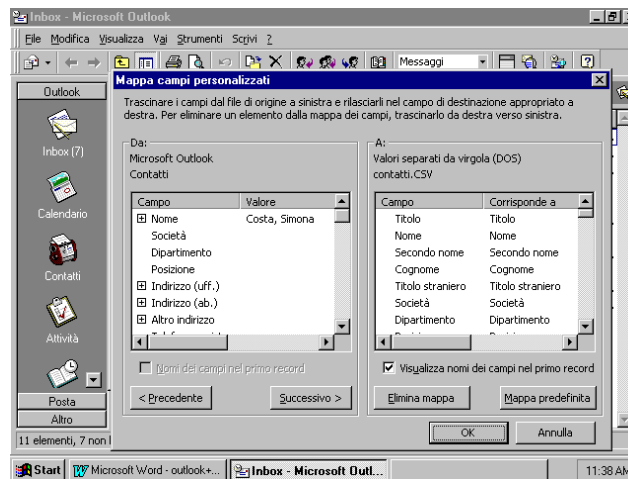 Inbox - Microsoft Outlook
File Modifica Visualizza Vai Strumenti Scrivi ?
Messaggi
Outlook
Inbox (7)
Calendario
Contatti
Attività
Posta
Altro
Mappa campi personalizzati
Trascinare i campi dal file di origine a sinistra e rilasciarli nel campo di destinazione appropriato a
destra. Per eliminare un elemento dalla mappa dei campi, trascinarlo da destra verso sinistra.
Da:
Microsoft Outlook
Contatti
Campo Valore
Nome Costa, Simona
Società
Dipartimento
Posizione
Indirizzo (uff.)
Indirizzo (ab.)
Altro indirizzo
Nomi dei campi nel primo record
< Precedente Successivo >
A:
Valori separati da virgola (DOS)
contatti.CSV
Campo Corrisponde a
Titolo Titolo
Nome Nome
Secondo nome Secondo nome
Cognome Cognome
Titolo straniero Titolo straniero
Società Società
Dipartimento Dipartimento
Visualizza nomi dei campi nel primo record
Elimina mappa Mappa predefinita
OK Annulla
11 elementi, 7 non
Start Microsoft Word - outlook+... Inbox - Microsoft Outl... 11:38 AM